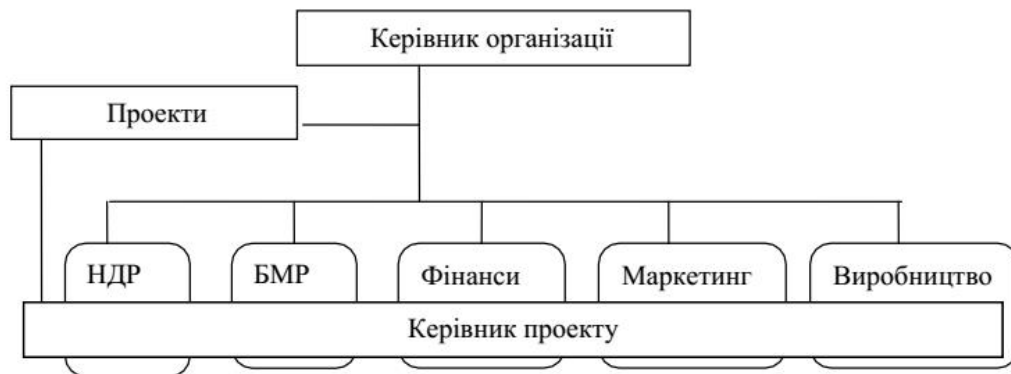 Керівник організації
Проекти
НДР
БМР
Фінанси
Маркетинг
Виробництво
Керівник проекту